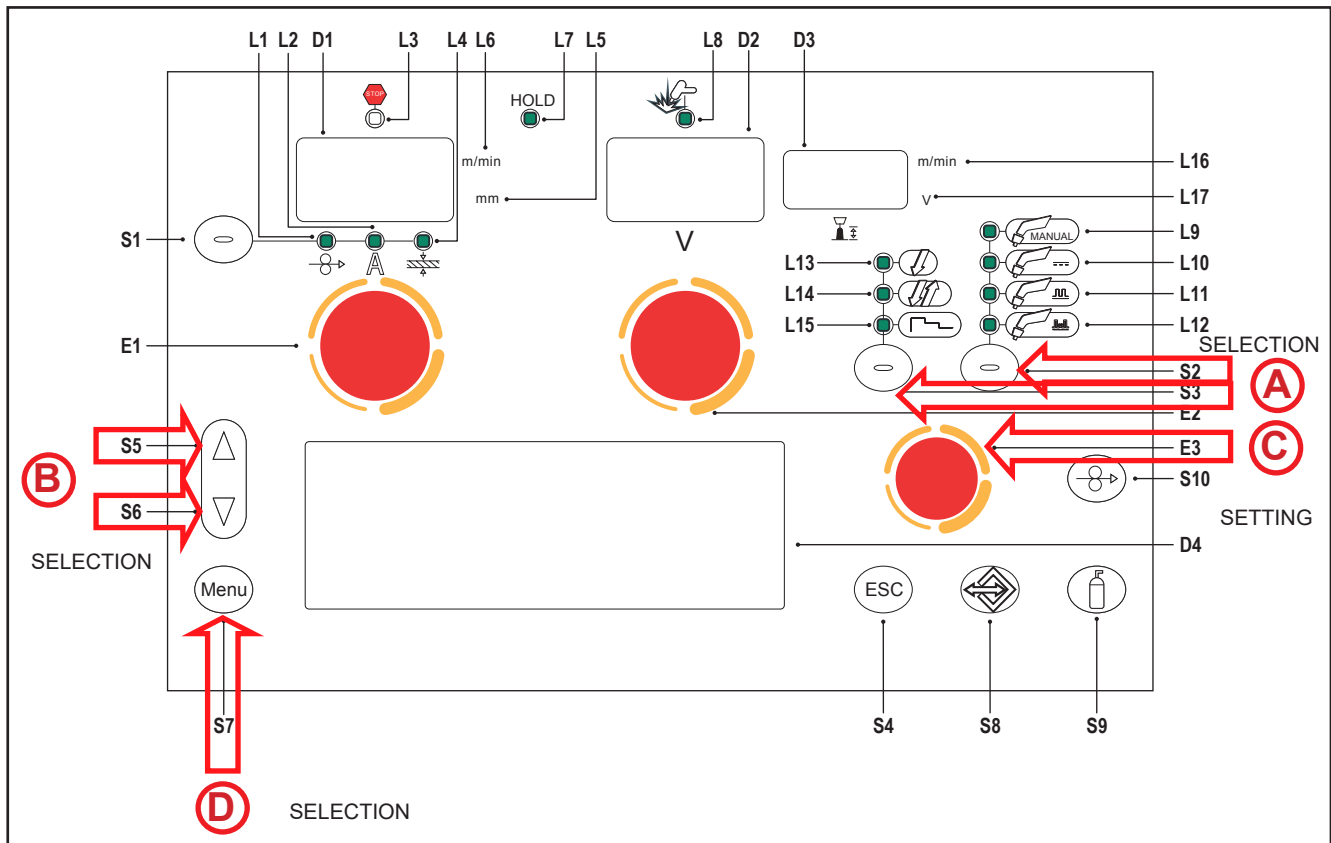 L1 L2 D1 L3 L4 L6 L7 L5 L8 D2 D3
STOP
HOLD
m/min
mm
m/min
V
L16
L17
S1
A
V
MANUAL
L9
L10
L11
L12
L13
L14
L15
E1
SELECTION
S2
S3
A
E2
E3
C
S10
SETTING
S5
B
S6
SELECTION
D4
Menu
ESC
S7
S4
S8
S9
D
SELECTION